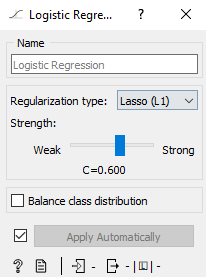 Logistic Regre...
Name
Logistic Regression
Regularization type: Lasso (L1)
Strength:
Weak Strong
C=0.600
Balance class distribution
Apply Automatically
? - - | | -